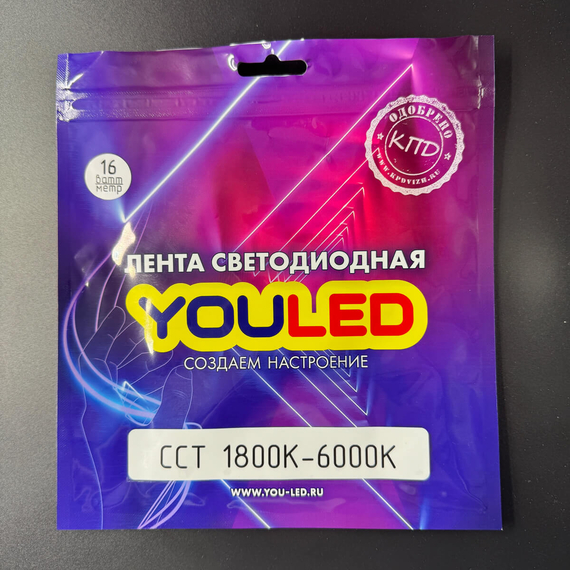 ОДОБРЕНО
КПД
WWW.KPDVIZH.RU
16
ватт
метр
ЛЕНТА СВЕТОДИОДНАЯ
YOULED
СОЗДАЕМ НАСТРОЕНИЕ
CCT 1800K-6000K
WWW.YOU-LED.RU